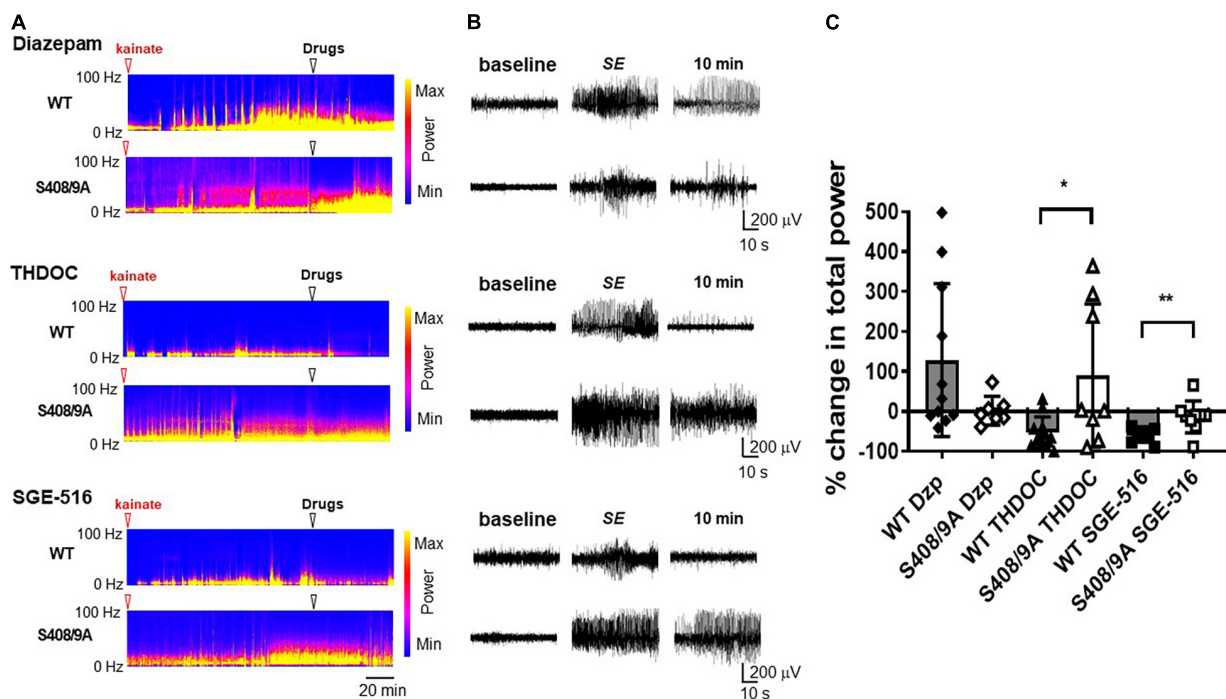 A
Diazepam
kainate
Drugs
100 Hz
WT
0 Hz
100 Hz
S408/9A
0 Hz
Max
Power
Min
THDOC
kainate
Drugs
100 Hz
WT
0 Hz
100 Hz
S408/9A
0 Hz
Max
Power
Min
SGE-516
kainate
Drugs
100 Hz
WT
0 Hz
100 Hz
S408/9A
0 Hz
Max
Power
Min
20 min
B
baseline SE 10 min
200 µV
10 s
baseline SE 10 min
200 µV
10 s
baseline SE 10 min
200 µV
10 s
C
% change in total power
500
400
300
200
100
0
-100
*
**
WT Dzp
S408/9A Dzp
WT THDOC
S408/9A THDOC
WT SGE-516
S408/9A SGE-516